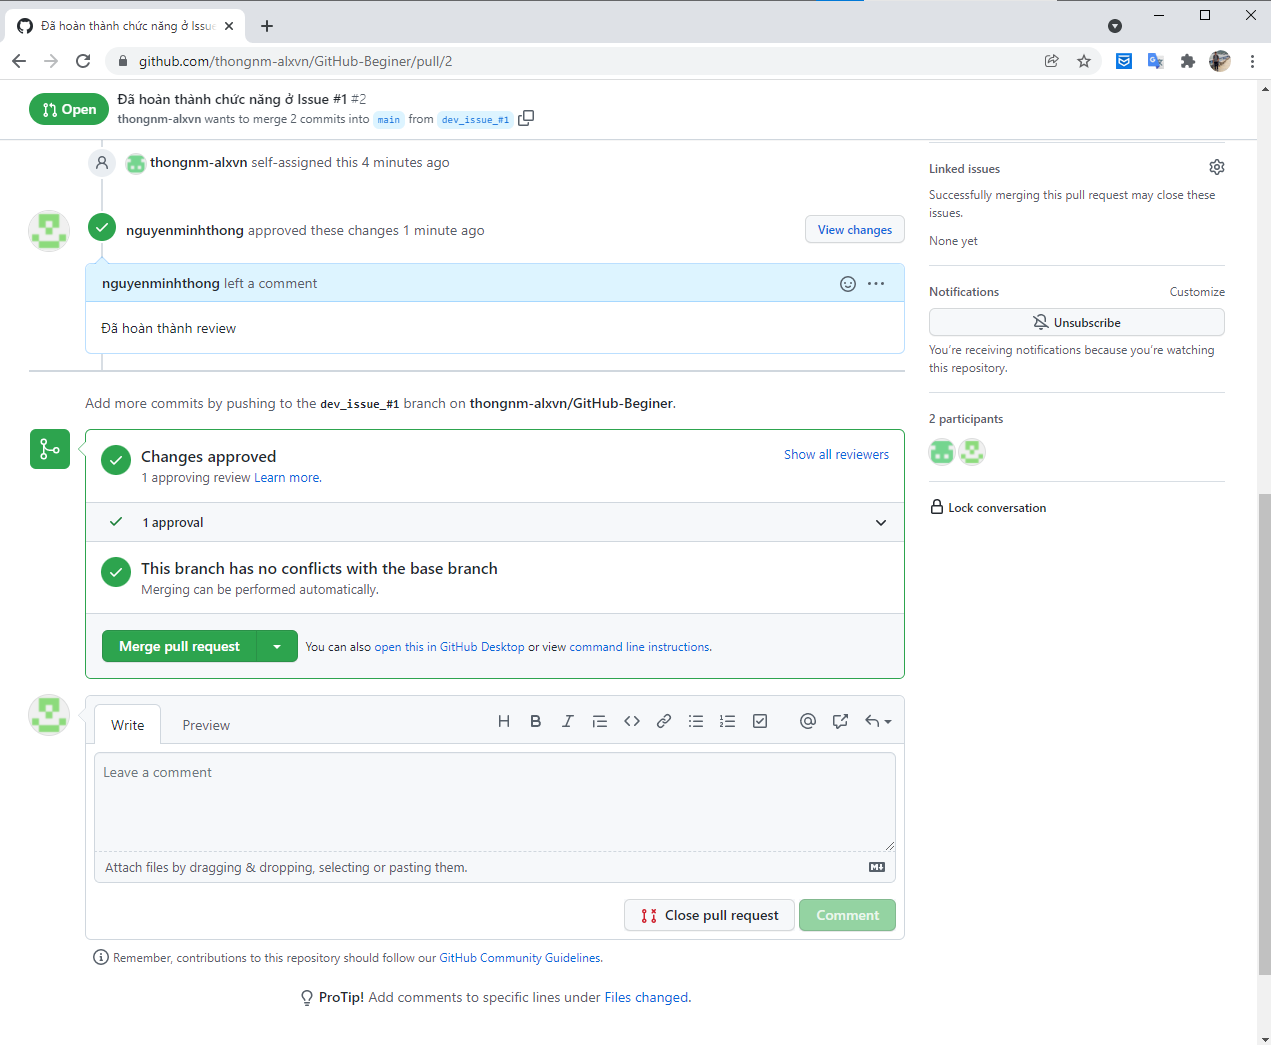 Đã hoàn thành chức năng ở Issue
github.com/thongnm-alxvn/GitHub-Beginer/pull/2
Open
Đã hoàn thành chức năng ở Issue #1 #2
thongnm-alxvn wants to merge 2 commits into main from dev_issue_#1
thongnm-alxvn self-assigned this 4 minutes ago
nguyenminhthong approved these changes 1 minute ago
View changes
nguyenminhthong left a comment
Đã hoàn thành review
Add more commits by pushing to the dev_issue_#1 branch on thongnm-alxvn/GitHub-Beginer.
Changes approved
Show all reviewers
1 approving review Learn more.
1 approval
This branch has no conflicts with the base branch
Merging can be performed automatically.
Merge pull request
You can also open this in GitHub Desktop or view command line instructions.
Write
Preview
Leave a comment
Attach files by dragging & dropping, selecting or pasting them.
Close pull request
Comment
Remember, contributions to this repository should follow our GitHub Community Guidelines.
ProTip! Add comments to specific lines under Files changed.
Linked issues
Successfully merging this pull request may close these
issues.
None yet
Notifications
Customize
Unsubscribe
You're receiving notifications because you're watching
this repository.
2 participants
Lock conversation